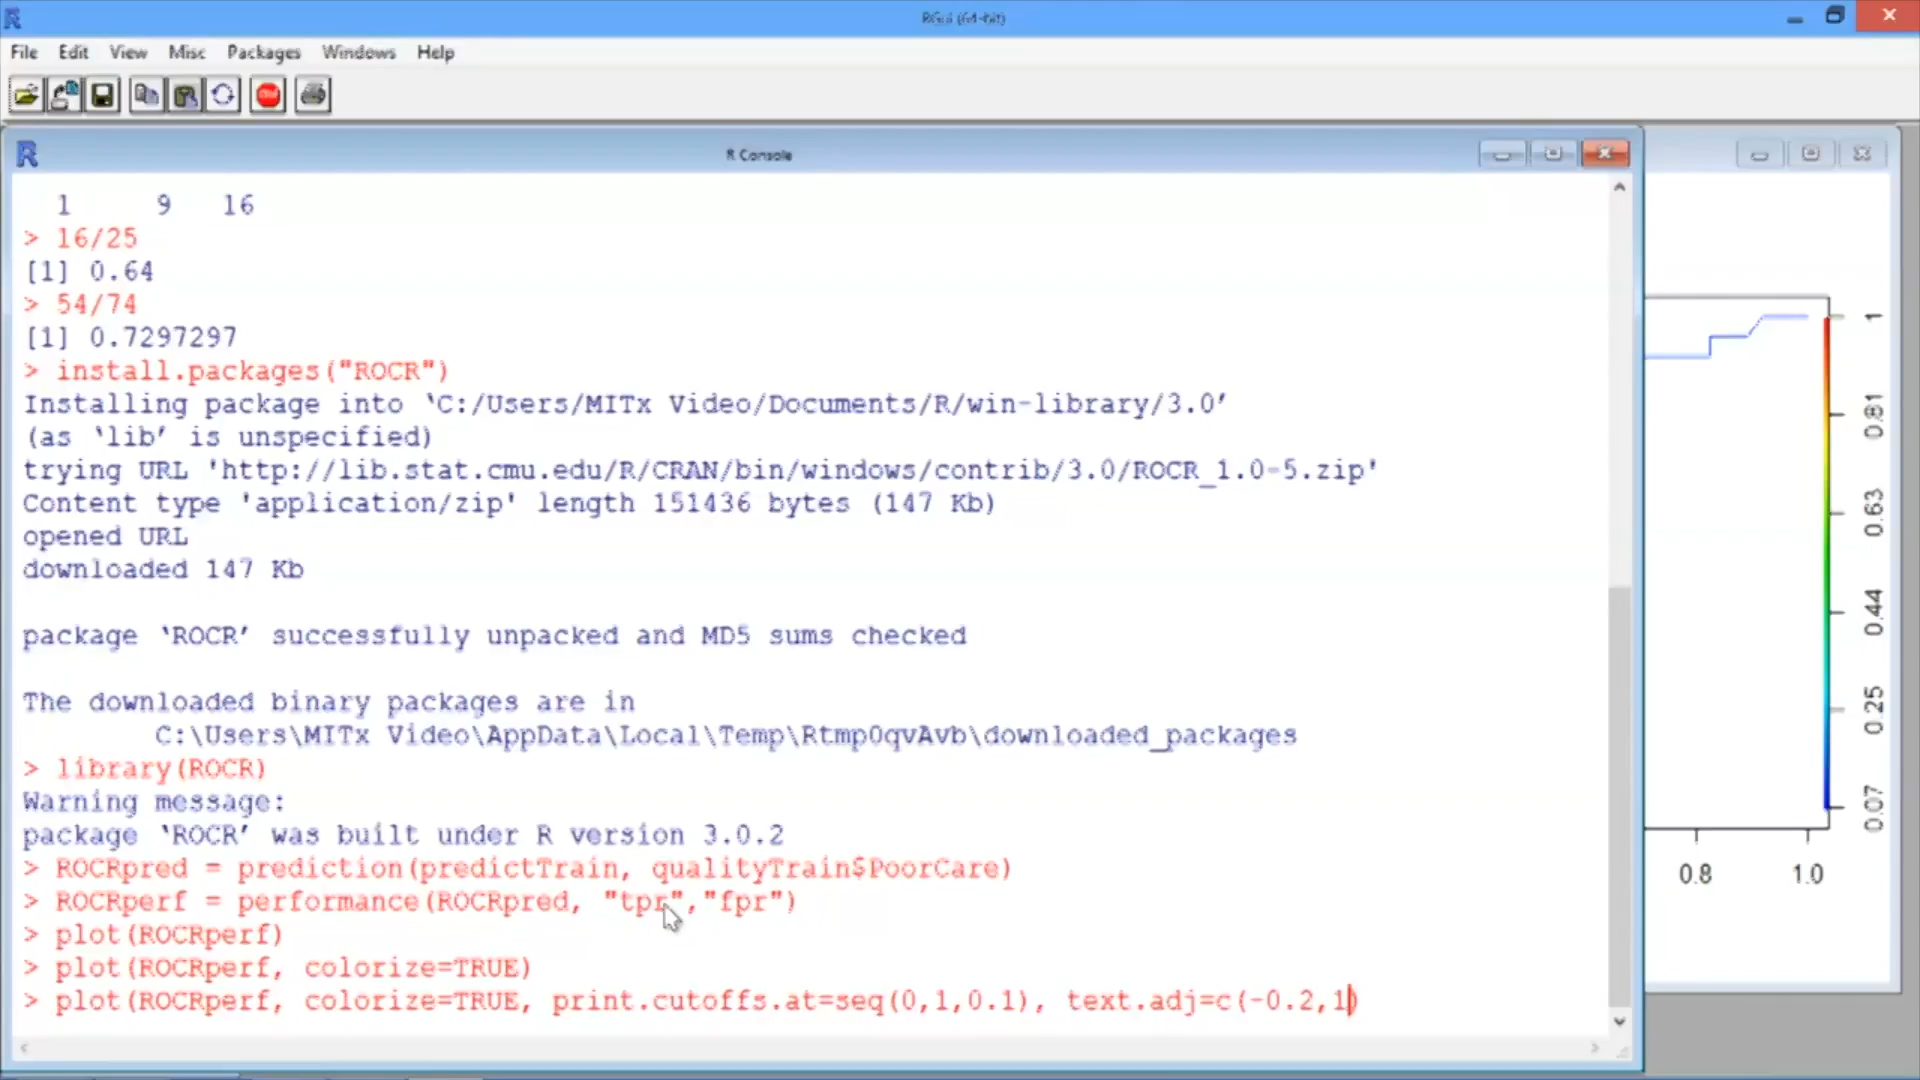 RGui (64-bit)
File Edit View Misc Packages Windows Help
R Console
1 9 16
> 16/25
[1] 0.64
> 54/74
[1] 0.7297297
> install.packages("ROCR")
Installing package into ‘C:/Users/MITx Video/Documents/R/win-library/3.0’
(as ‘lib’ is unspecified)
trying URL 'http://lib.stat.cmu.edu/R/CRAN/bin/windows/contrib/3.0/ROCR_1.0-5.zip'
Content type 'application/zip' length 151436 bytes (147 Kb)
opened URL
downloaded 147 Kb
package ‘ROCR’ successfully unpacked and MD5 sums checked
The downloaded binary packages are in
C:\Users\MITx Video\AppData\Local\Temp\Rtmp0qvAvb\downloaded_packages
> library(ROCR)
Warning message:
package ‘ROCR’ was built under R version 3.0.2
> ROCRpred = prediction(predictTrain, qualityTrain$PoorCare)
> ROCRperf = performance(ROCRpred, "tpr","fpr")
> plot(ROCRperf)
> plot(ROCRperf, colorize=TRUE)
> plot(ROCRperf, colorize=TRUE, print.cutoffs.at=seq(0,1,0.1), text.adj=c(-0.2,1)
1
0.81
0.63
0.44
0.25
0.07
0.8 1.0